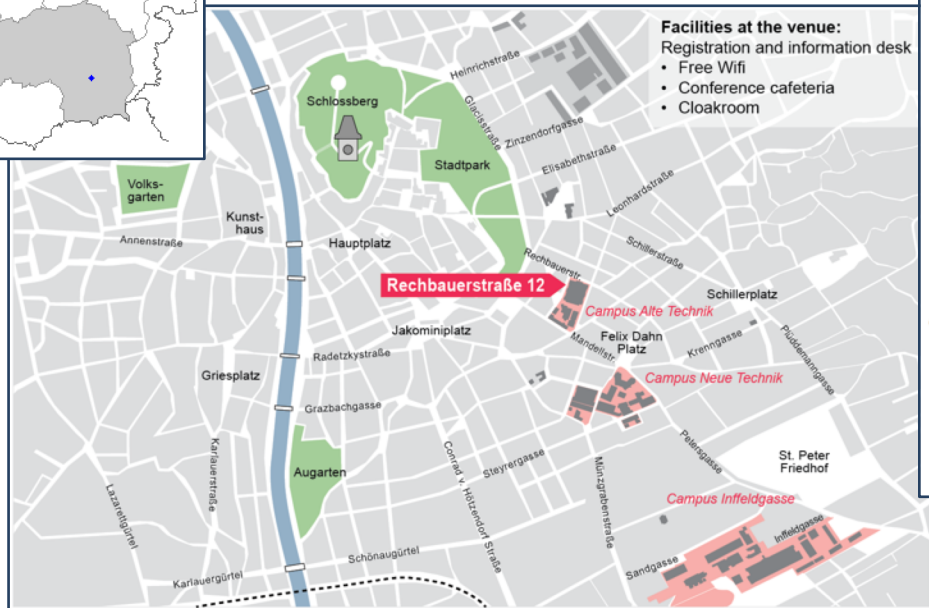 Facilities at the venue:
Registration and information desk
• Free Wifi
• Conference cafeteria
• Cloakroom
Heinrichstraße
Glacisstraße
Schlossberg
Zinzendorfgasse
Stadtpark
Elisabethstraße
Leonhardstraße
Volks-
garten
Kunst-
haus
Annenstraße
Hauptplatz
Schillerstraße
Rechbauerstr.
Rechbauerstraße 12
Schillerplatz
Campus Alte Technik
Jakominiplatz
Mandellstr.
Felix Dahn
Platz
Krenngasse
Plüddemanngasse
Radetzkystraße
Griesplatz
Campus Neue Technik
Grazbachgasse
Karlauerstraße
Augarten
Conrad v. Hötzendorf Straße
Steyrergasse
Münzgrabenstraße
Petersgasse
St. Peter
Friedhof
Lazarettgürtel
Campus Inffeldgasse
Inffeldgasse
Schönaugürtel
Sandgasse
Karlauergürtel